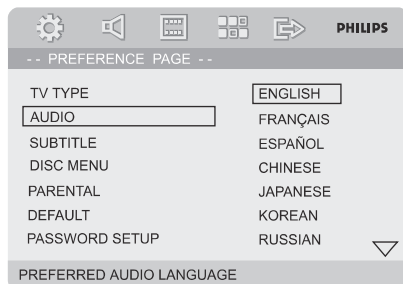 PHILIPS
-- PREFERENCE PAGE --
TV TYPE
AUDIO
SUBTITLE
DISC MENU
PARENTAL
DEFAULT
PASSWORD SETUP
ENGLISH
FRANÇAIS
ESPAÑOL
CHINESE
JAPANESE
KOREAN
RUSSIAN
PREFERRED AUDIO LANGUAGE